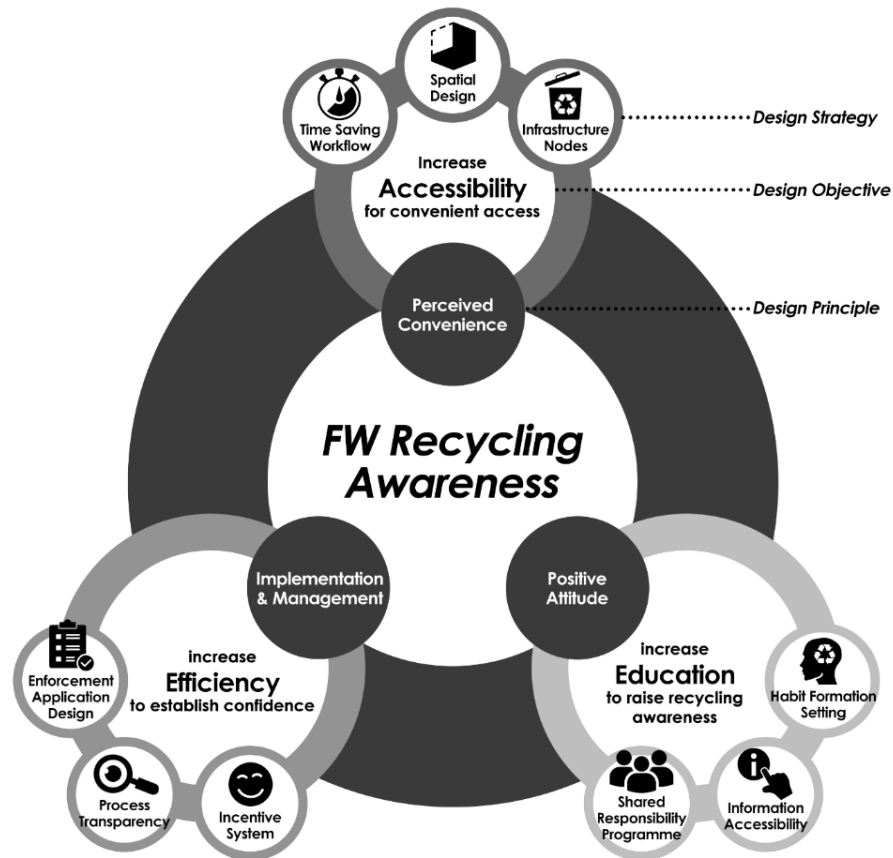 Spatial
Design
Time Saving
Workflow
Infrastructure
Nodes
Design Strategy
Increase
Accessibility
for convenient access
Design Objective
Perceived
Convenience
Design Principle
FW Recycling
Awareness
Implementation
& Management
Positive
Attitude
increase
Efficiency
to establish confidence
Enforcement
Application
Design
Process
Transparency
Incentive
System
increase
Education
to raise recycling
awareness
Habit Formation
Setting
Shared
Responsibility
Programme
Information
Accessibility